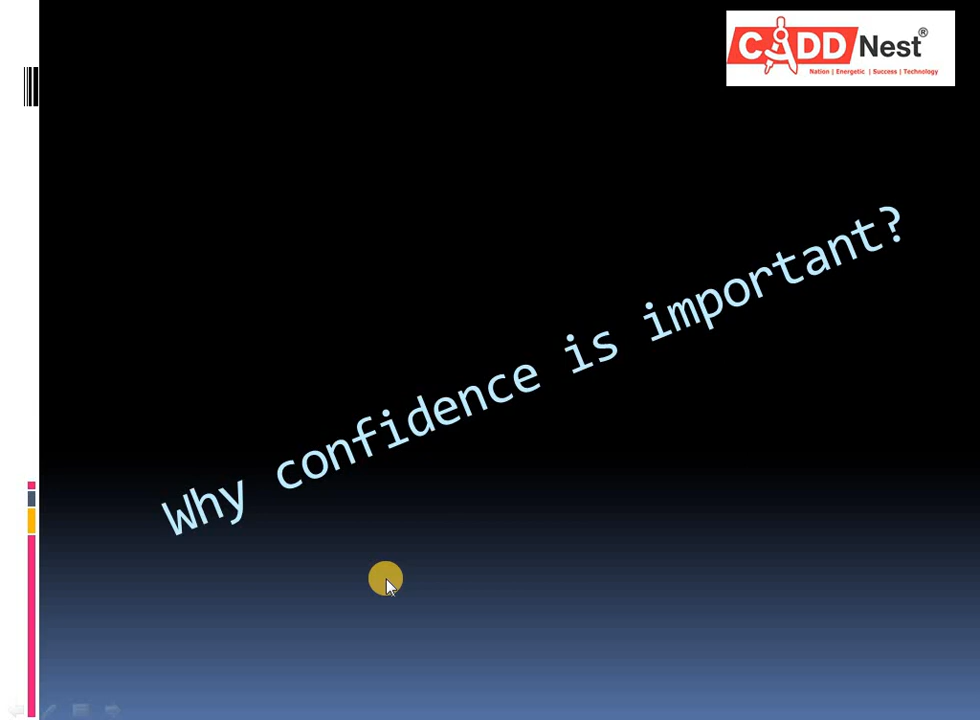 CADD Nest®
Nation | Energetic | Success | Technology
Why confidence is important?